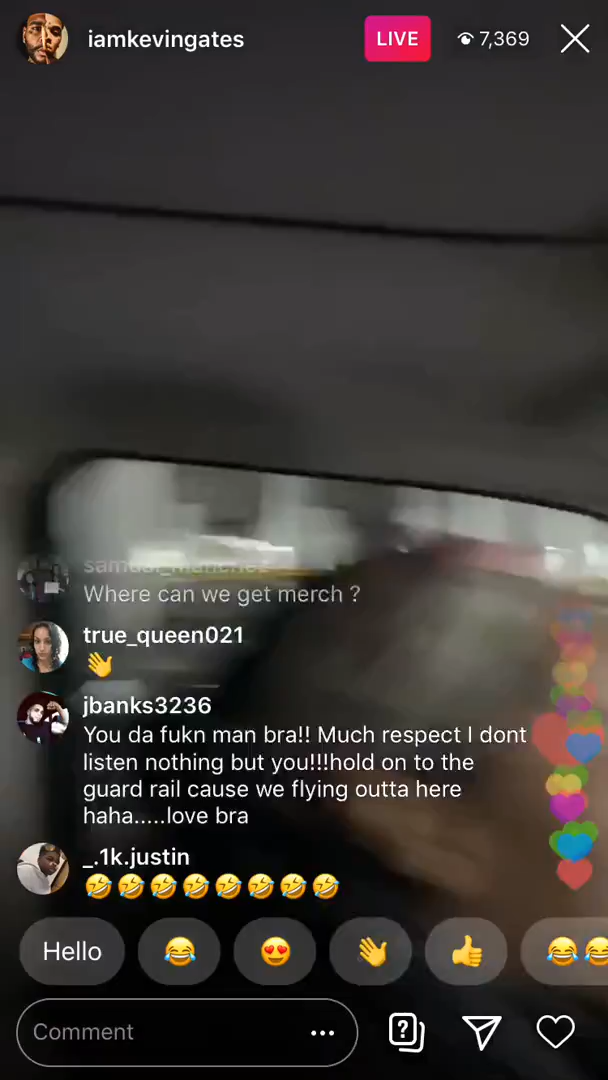 iamkevingates
LIVE
7,369
Where can we get merch ?
true_queen021
👋
jbanks3236
You da fukn man bra!! Much respect I dont
listen nothing but you!!!hold on to the
guard rail cause we flying outta here
haha.....love bra
_.1k.justin
🤣🤣🤣🤣🤣🤣🤣🤣
Hello 😂 😍 👋 👍 😂😂
Comment ...